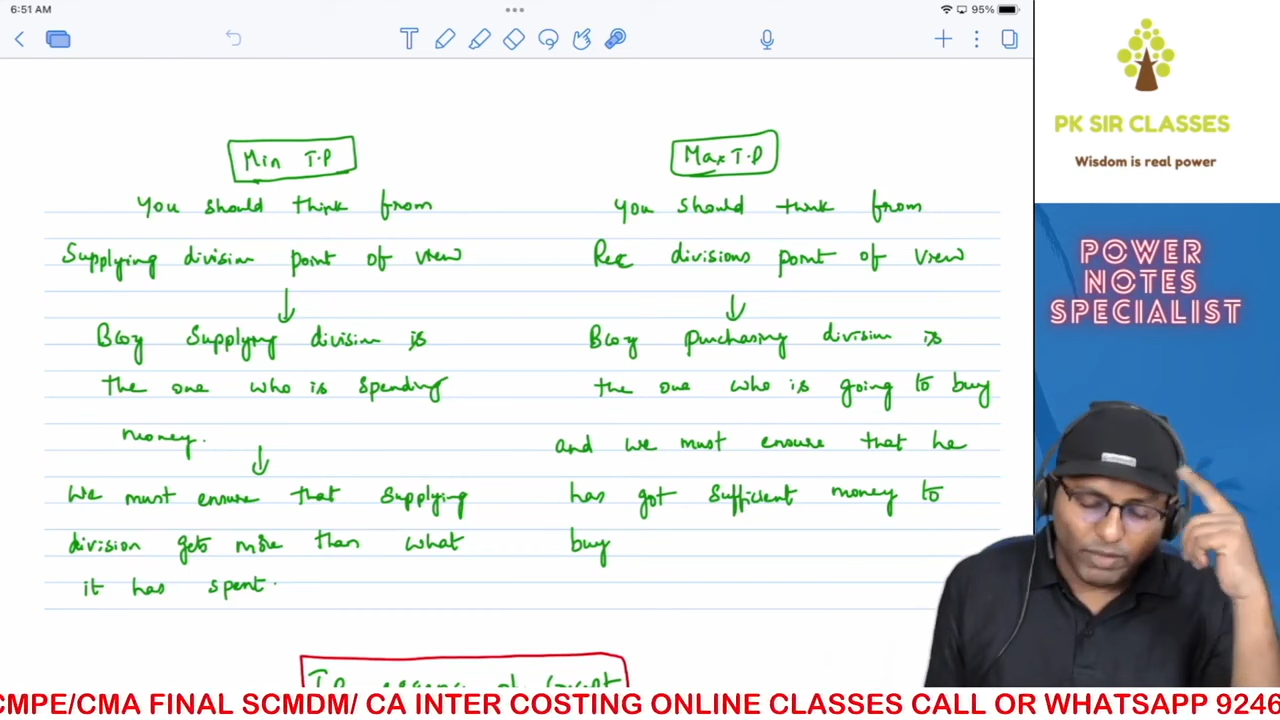 6:51 AM
95%
Min T.P
You should think from
Supplying division point of view
Bcoz Supplying division is
the one who is spending
money.
We must ensure that supplying
division gets more than what
it has spent.
Max T.P
You should think from
Rec divisions point of view
Bcoz purchasing division is
the one who is going to buy
and we must ensure that he
has got sufficient money to
buy
PK SIR CLASSES
Wisdom is real power
POWER
NOTES
SPECIALIST
CMPE/CMA FINAL SCMDM/ CA INTER COSTING ONLINE CLASSES CALL OR WHATSAPP 9246